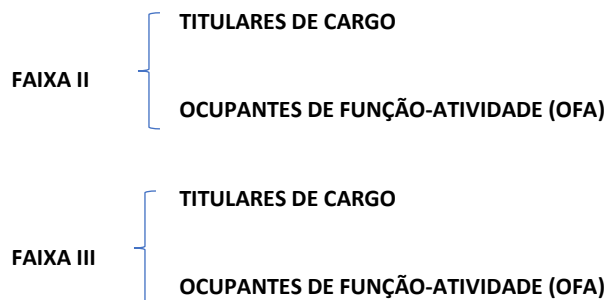 TITULARES DE CARGO
FAIXA II
OCUPANTES DE FUNÇÃO-ATIVIDADE (OFA)
TITULARES DE CARGO
FAIXA III
OCUPANTES DE FUNÇÃO-ATIVIDADE (OFA)